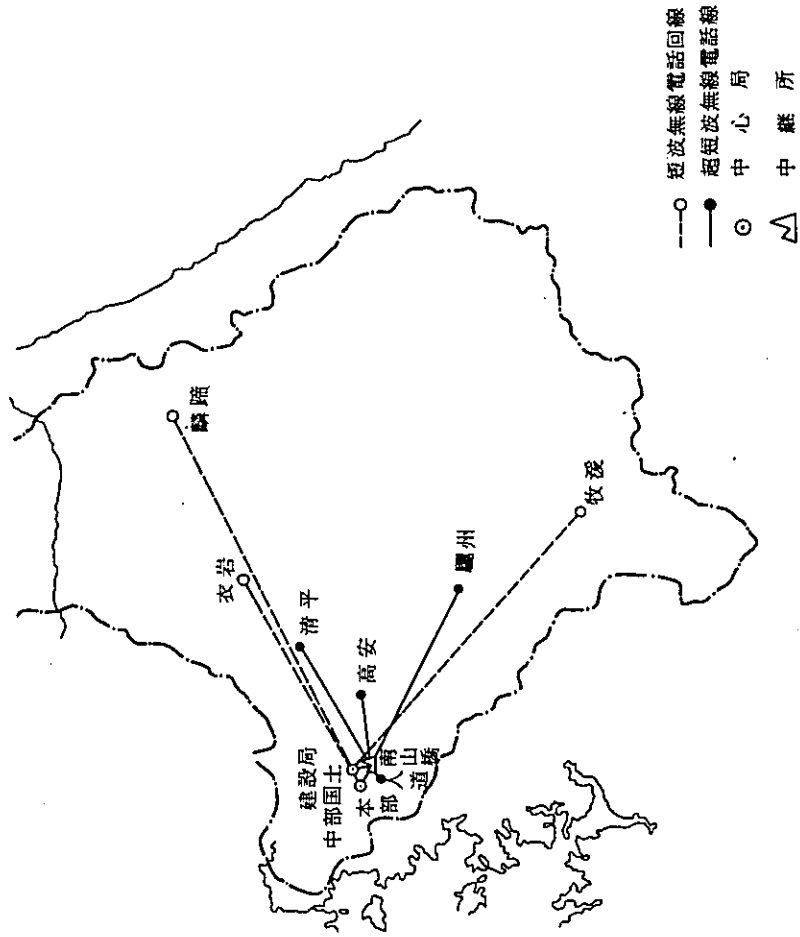 短波無線電話回線
超短波無線電話線
中心局
中継所
麟蹄
衣岩
清平
高安
驪州
中部国土
建設局
本部
南山
人道橋